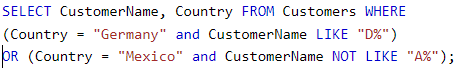 SELECT CustomerName, Country FROM Customers WHERE
(Country = "Germany" and CustomerName LIKE "D%")
OR (Country = "Mexico" and CustomerName NOT LIKE "A%");